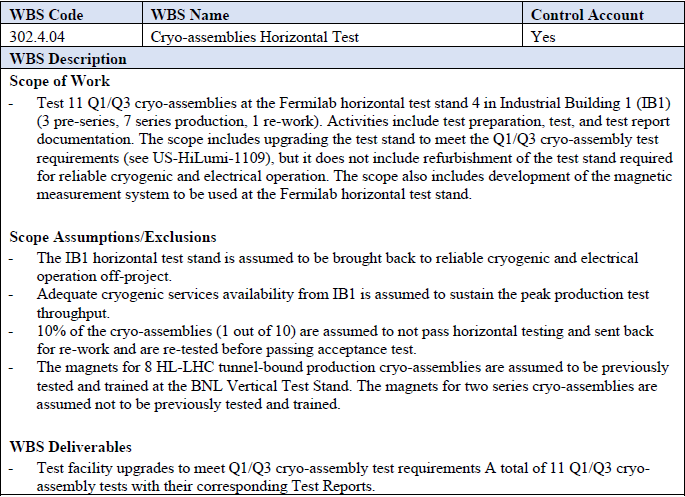 WBS Code WBS Name Control Account
302.4.04 Cryo-assemblies Horizontal Test Yes
WBS Description
Scope of Work
- Test 11 Q1/Q3 cryo-assemblies at the Fermilab horizontal test stand 4 in Industrial Building 1 (IB1)
(3 pre-series, 7 series production, 1 re-work). Activities include test preparation, test, and test report
documentation. The scope includes upgrading the test stand to meet the Q1/Q3 cryo-assembly test
requirements (see US-HiLumi-1109), but it does not include refurbishment of the test stand required
for reliable cryogenic and electrical operation. The scope also includes development of the magnetic
measurement system to be used at the Fermilab horizontal test stand.
Scope Assumptions/Exclusions
- The IB1 horizontal test stand is assumed to be brought back to reliable cryogenic and electrical
operation off-project.
- Adequate cryogenic services availability from IB1 is assumed to sustain the peak production test
throughput.
- 10% of the cryo-assemblies (1 out of 10) are assumed to not pass horizontal testing and sent back
for re-work and are re-tested before passing acceptance test.
- The magnets for 8 HL-LHC tunnel-bound production cryo-assemblies are assumed to be previously
tested and trained at the BNL Vertical Test Stand. The magnets for two series cryo-assemblies are
assumed not to be previously tested and trained.
WBS Deliverables
- Test facility upgrades to meet Q1/Q3 cryo-assembly test requirements A total of 11 Q1/Q3 cryo-
assembly tests with their corresponding Test Reports.